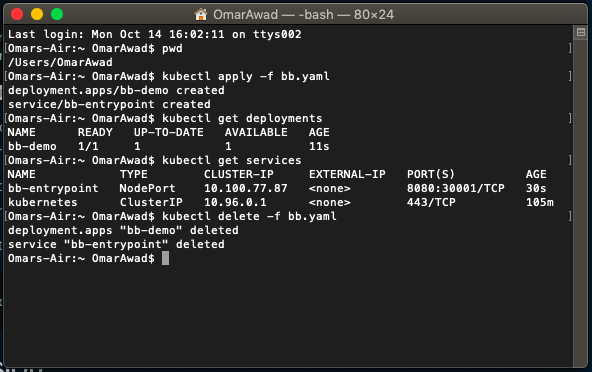 OmarAwad — -bash — 80×24
Last login: Mon Oct 14 16:02:11 on ttys002
[Omars-Air:~ OmarAwad$ pwd ]
/Users/OmarAwad
[Omars-Air:~ OmarAwad$ kubectl apply -f bb.yaml ]
deployment.apps/bb-demo created
service/bb-entrypoint created
[Omars-Air:~ OmarAwad$ kubectl get deployments ]
NAME READY UP-TO-DATE AVAILABLE AGE
bb-demo 1/1 1 1 11s
[Omars-Air:~ OmarAwad$ kubectl get services ]
NAME TYPE CLUSTER-IP EXTERNAL-IP PORT(S) AGE
bb-entrypoint NodePort 10.100.77.87 <none> 8080:30001/TCP 30s
kubernetes ClusterIP 10.96.0.1 <none> 443/TCP 105m
[Omars-Air:~ OmarAwad$ kubectl delete -f bb.yaml ]
deployment.apps "bb-demo" deleted
service "bb-entrypoint" deleted
Omars-Air:~ OmarAwad$